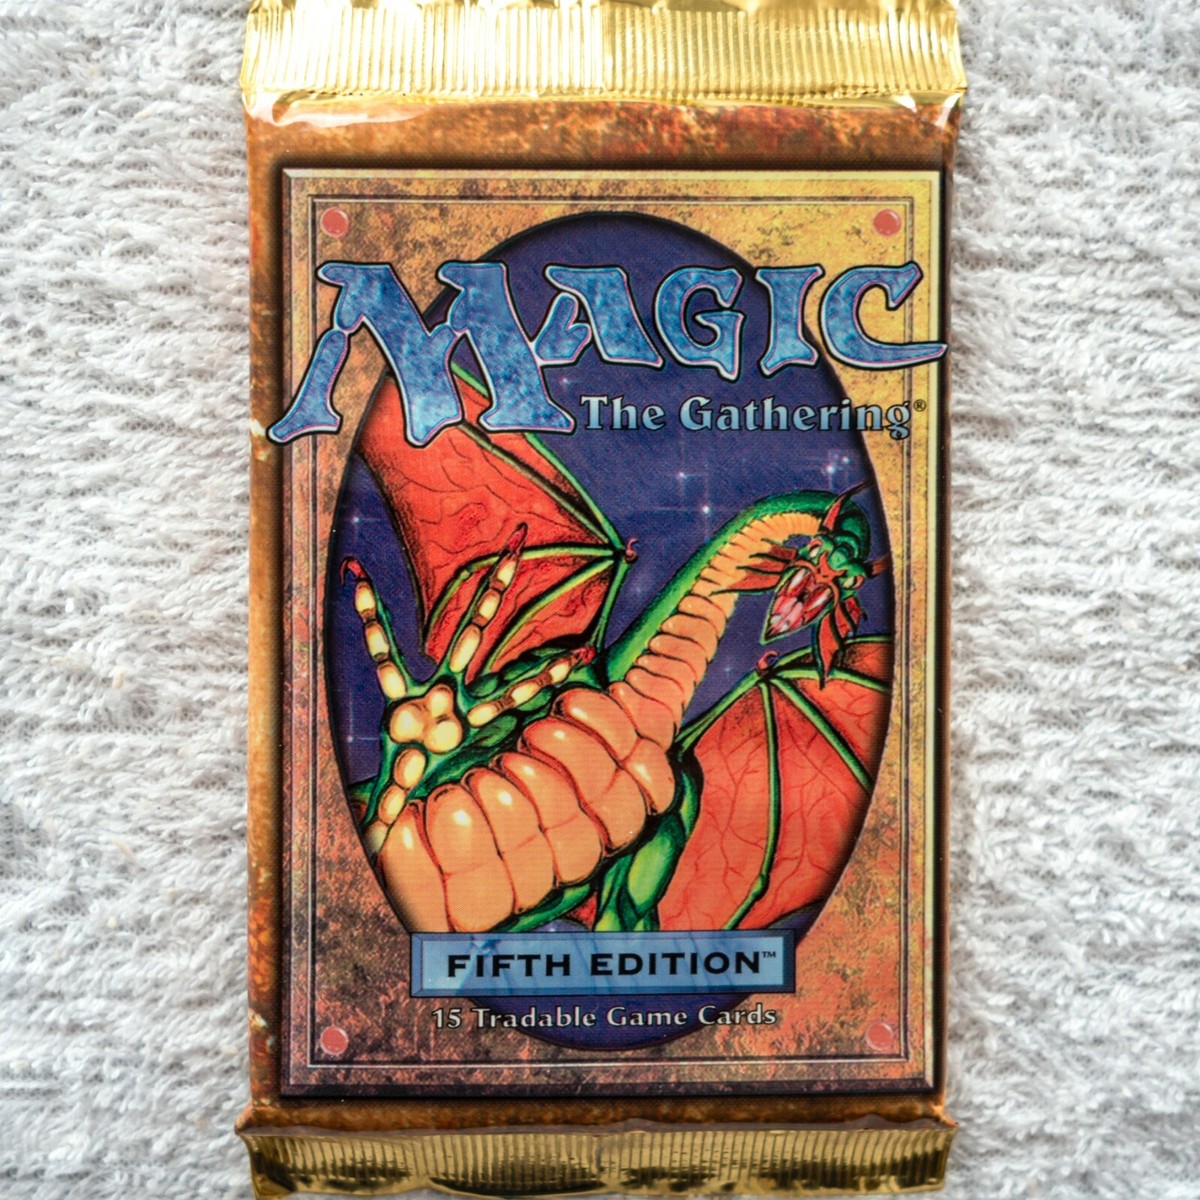 MAGIC
The Gathering®
FIFTH EDITION™
15 Tradable Game Cards